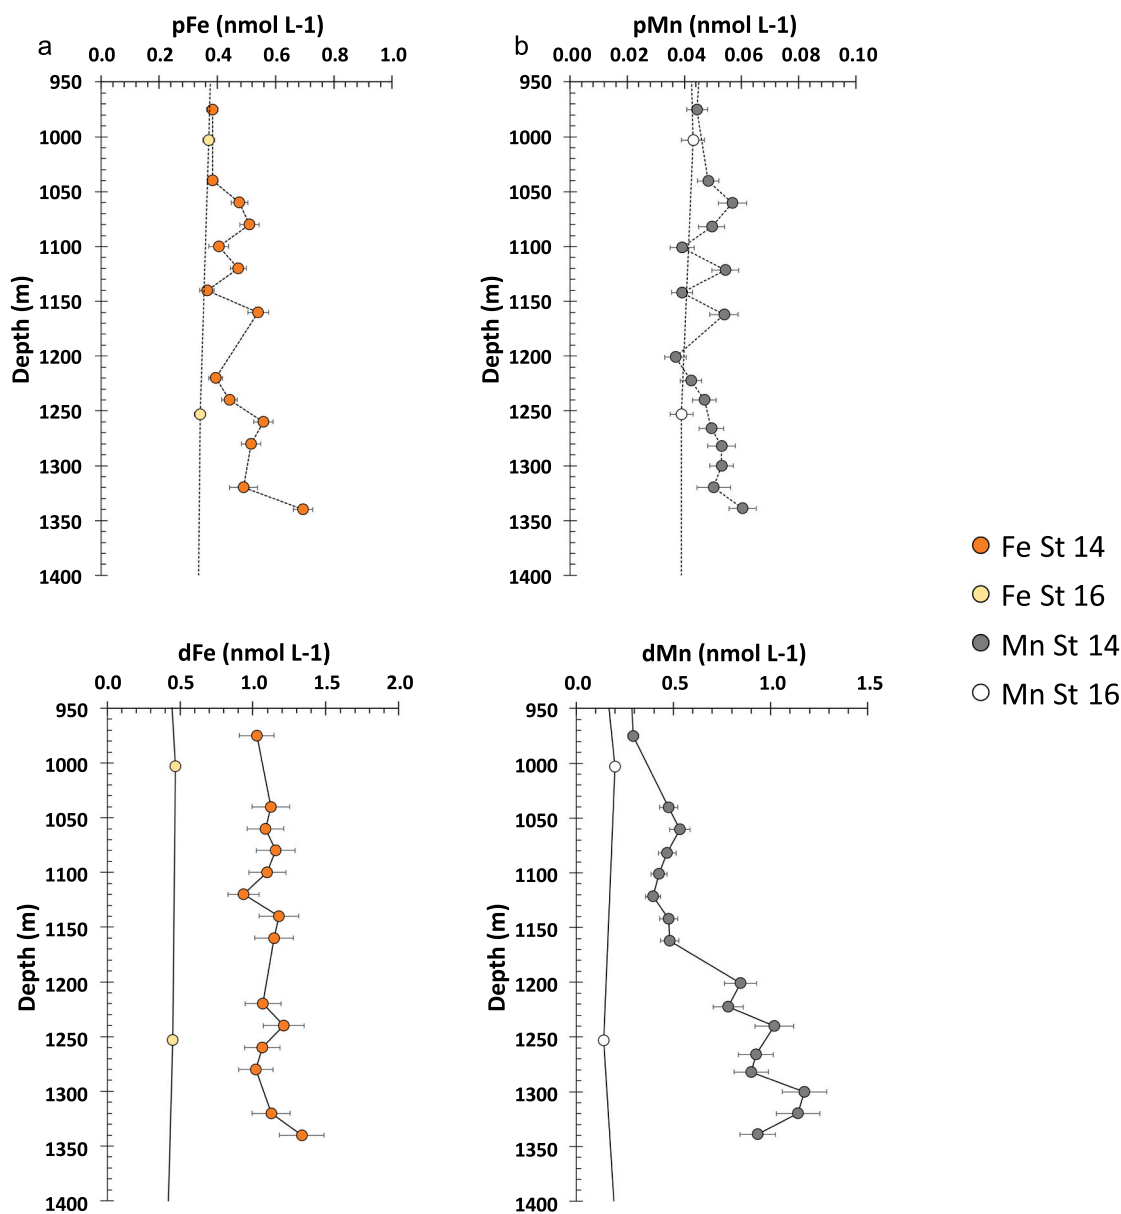 a
pFe (nmol L-1)
0.0 0.2 0.4 0.6 0.8 1.0
Depth (m)
950
1000
1050
1100
1150
1200
1250
1300
1350
1400
b
pMn (nmol L-1)
0.00 0.02 0.04 0.06 0.08 0.10
Depth (m)
950
1000
1050
1100
1150
1200
1250
1300
1350
1400
Fe St 14
Fe St 16
Mn St 14
Mn St 16
dFe (nmol L-1)
0.0 0.5 1.0 1.5 2.0
Depth (m)
950
1000
1050
1100
1150
1200
1250
1300
1350
1400
dMn (nmol L-1)
0.0 0.5 1.0 1.5
Depth (m)
950
1000
1050
1100
1150
1200
1250
1300
1350
1400